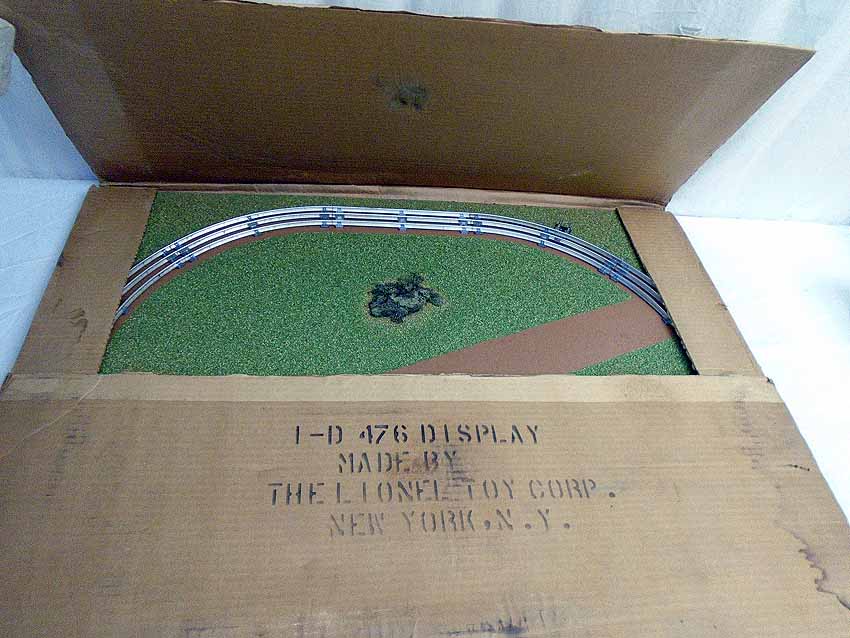 1-D 476 DISPLAY
MADE BY
THE LIONEL TOY CORP.
NEW YORK, N.Y.